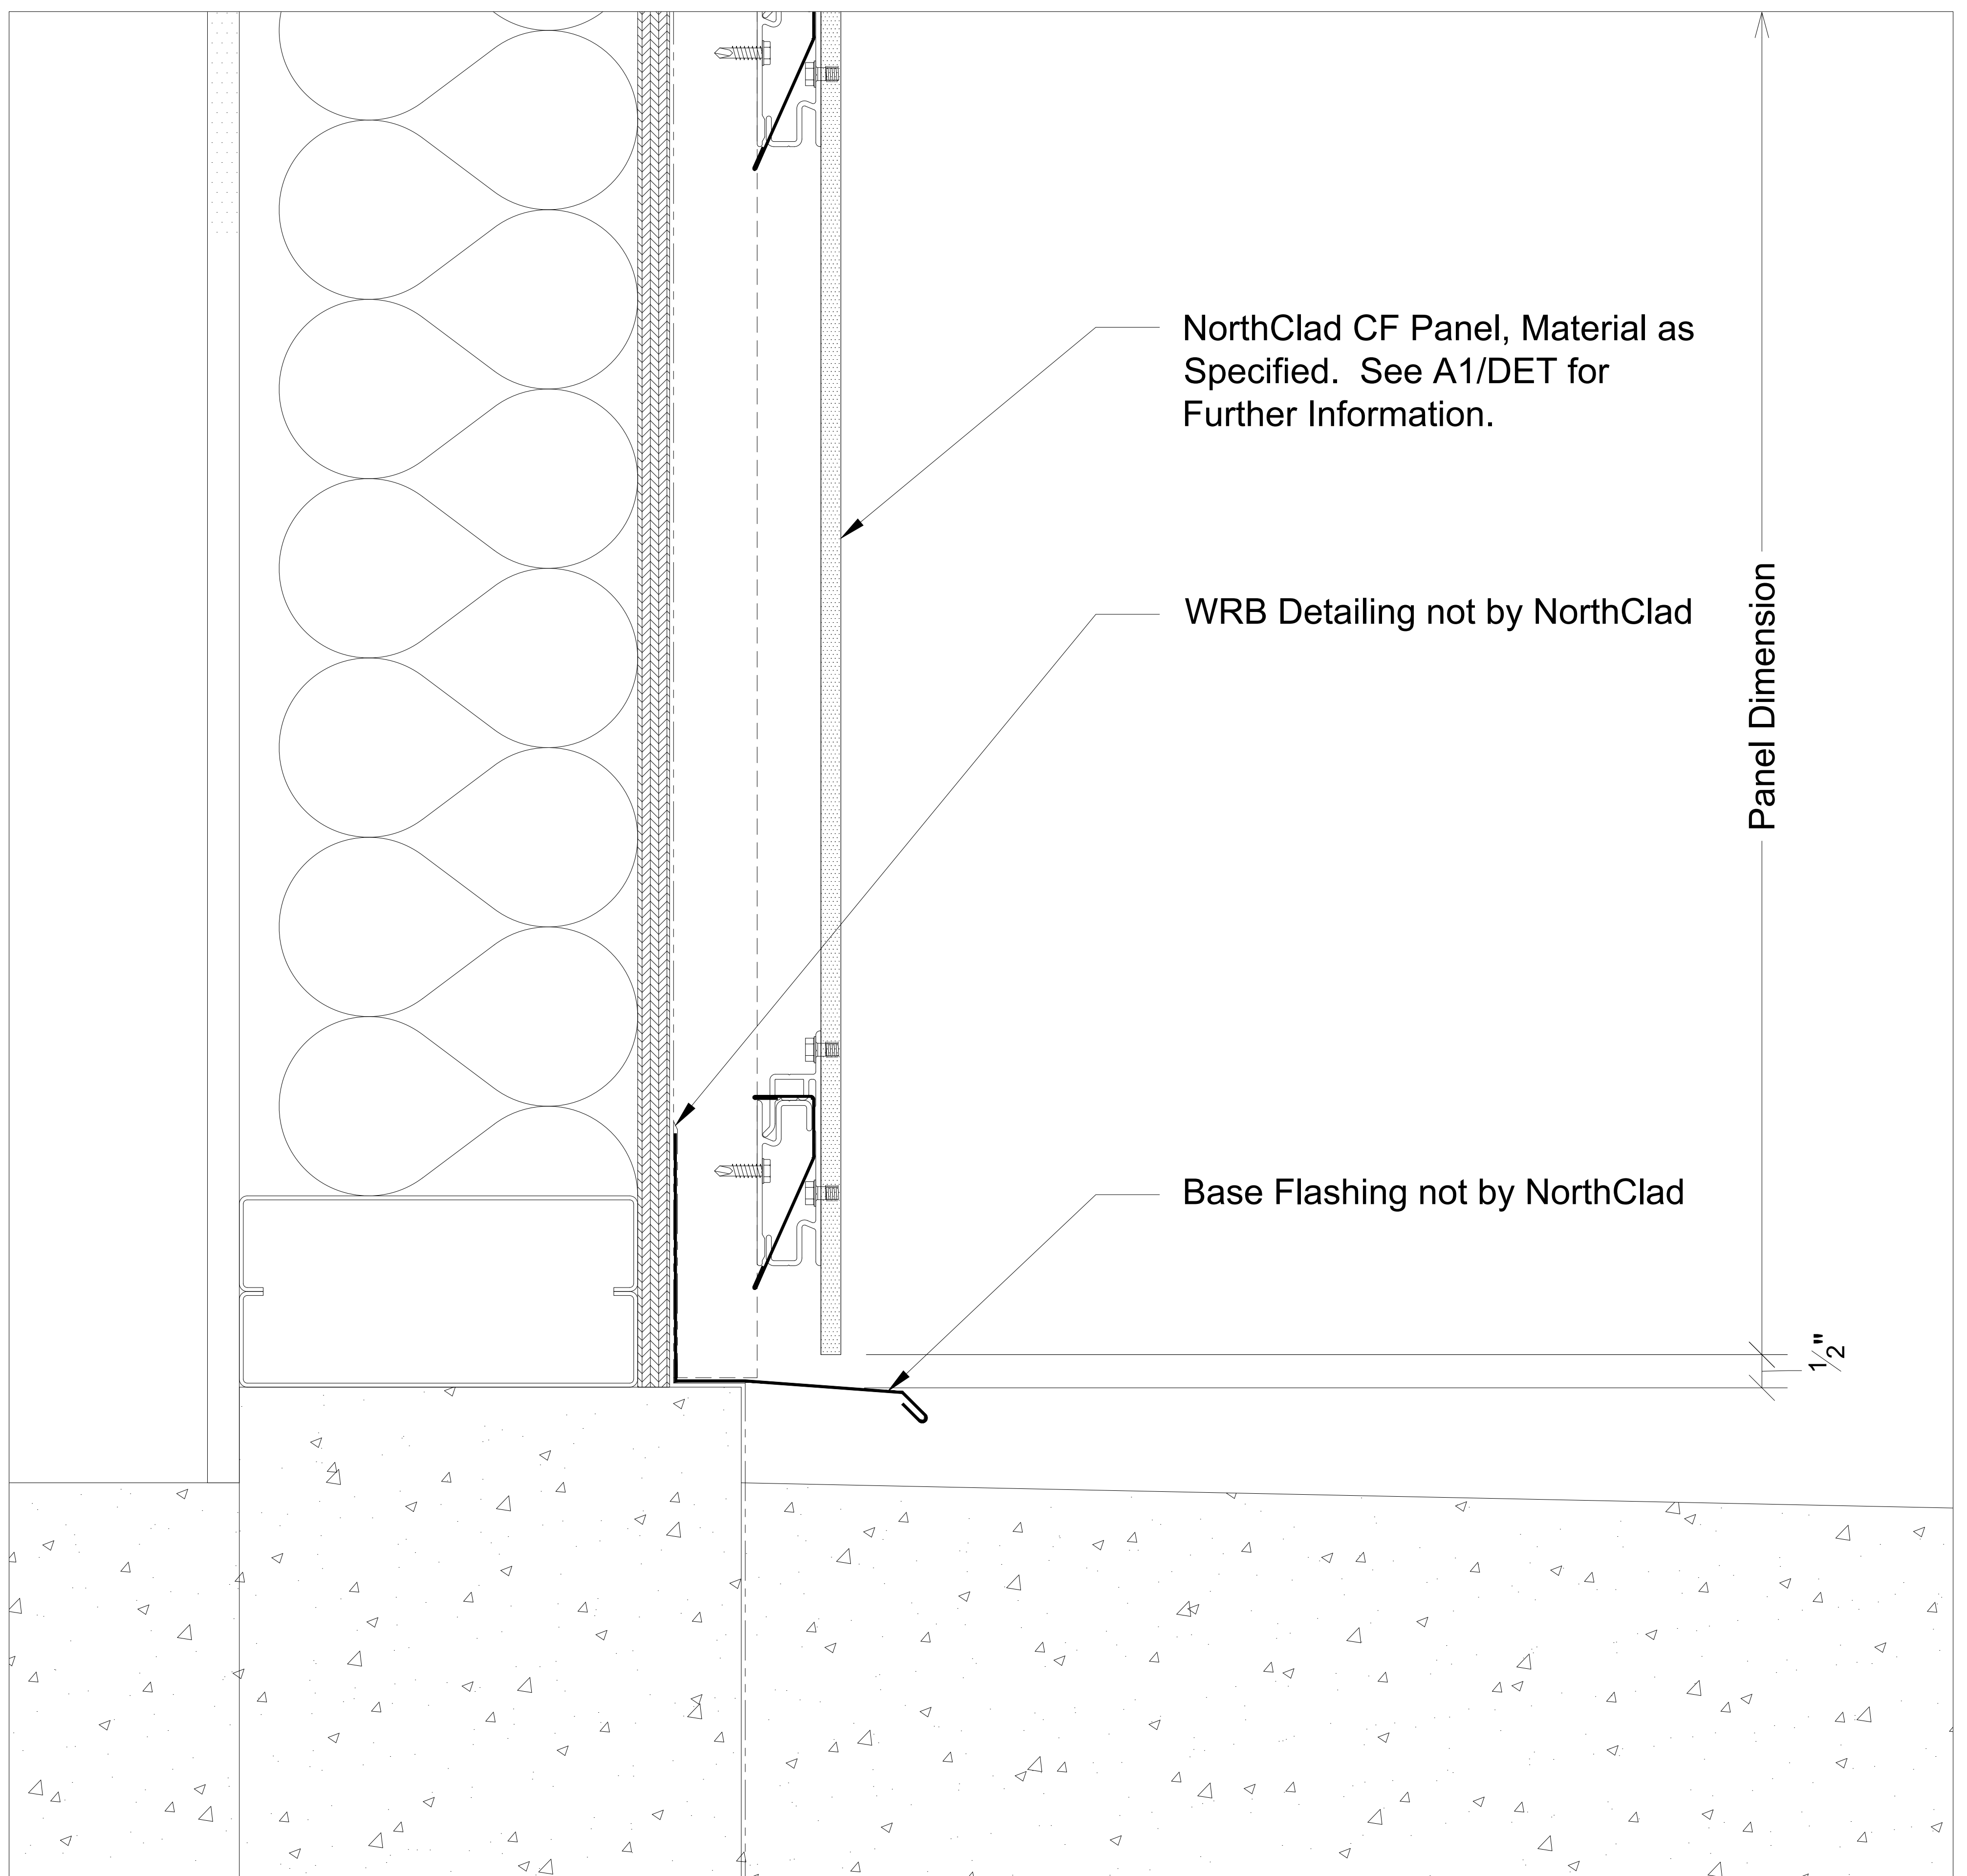 NorthClad CF Panel, Material as
Specified. See A1/DET for
Further Information.
WRB Detailing not by NorthClad
Panel Dimension
Base Flashing not by NorthClad
1/2"